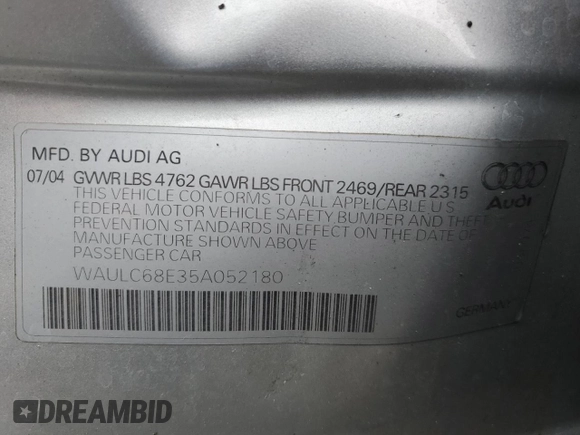 MFD. BY AUDI AG
07/04 GVWR LBS 4762 GAWR LBS FRONT 2469/REAR 2315
THIS VEHICLE CONFORMS TO ALL APPLICABLE U.S.
FEDERAL MOTOR VEHICLE SAFETY, BUMPER AND THEFT
PREVENTION STANDARDS IN EFFECT ON THE DATE OF
MANUFACTURE SHOWN ABOVE
PASSENGER CAR
WAULC68E35A052180
Audi
GERMANY
DREAMBID